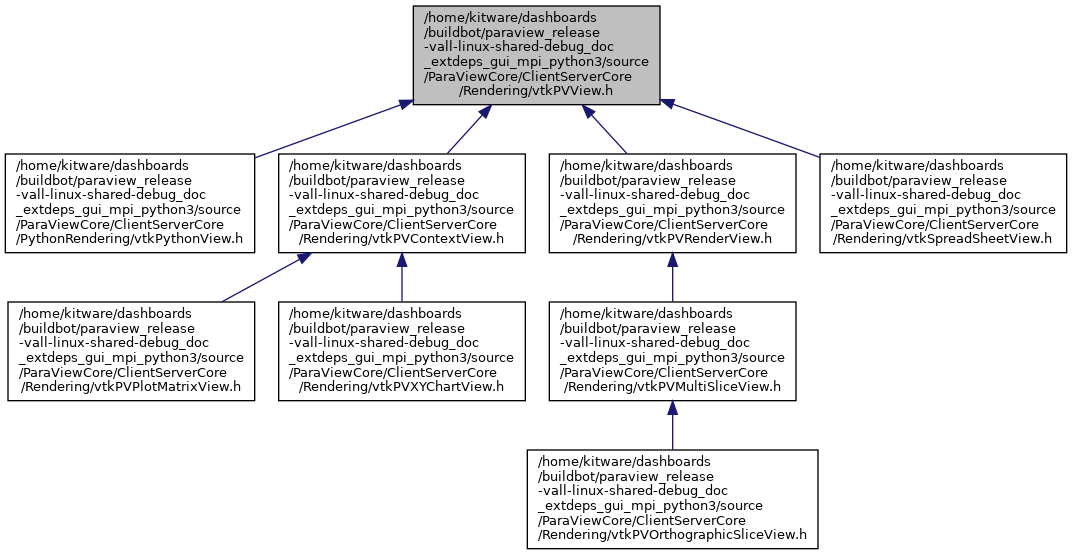 /home/kitware/dashboards
/buildbot/paraview_release
-vall-linux-shared-debug_doc
_extdeps_gui_mpi_python3/source
/ParaViewCore/ClientServerCore
/Rendering/vtkPVView.h
/home/kitware/dashboards
/buildbot/paraview_release
-vall-linux-shared-debug_doc
_extdeps_gui_mpi_python3/source
/ParaViewCore/ClientServerCore
/PythonRendering/vtkPythonView.h
/home/kitware/dashboards
/buildbot/paraview_release
-vall-linux-shared-debug_doc
_extdeps_gui_mpi_python3/source
/ParaViewCore/ClientServerCore
/Rendering/vtkPVContextView.h
/home/kitware/dashboards
/buildbot/paraview_release
-vall-linux-shared-debug_doc
_extdeps_gui_mpi_python3/source
/ParaViewCore/ClientServerCore
/Rendering/vtkPVRenderView.h
/home/kitware/dashboards
/buildbot/paraview_release
-vall-linux-shared-debug_doc
_extdeps_gui_mpi_python3/source
/ParaViewCore/ClientServerCore
/Rendering/vtkSpreadSheetView.h
/home/kitware/dashboards
/buildbot/paraview_release
-vall-linux-shared-debug_doc
_extdeps_gui_mpi_python3/source
/ParaViewCore/ClientServerCore
/Rendering/vtkPVPlotMatrixView.h
/home/kitware/dashboards
/buildbot/paraview_release
-vall-linux-shared-debug_doc
_extdeps_gui_mpi_python3/source
/ParaViewCore/ClientServerCore
/Rendering/vtkPVXYChartView.h
/home/kitware/dashboards
/buildbot/paraview_release
-vall-linux-shared-debug_doc
_extdeps_gui_mpi_python3/source
/ParaViewCore/ClientServerCore
/Rendering/vtkPVMultiSliceView.h
/home/kitware/dashboards
/buildbot/paraview_release
-vall-linux-shared-debug_doc
_extdeps_gui_mpi_python3/source
/ParaViewCore/ClientServerCore
/Rendering/vtkPVOrthographicSliceView.h